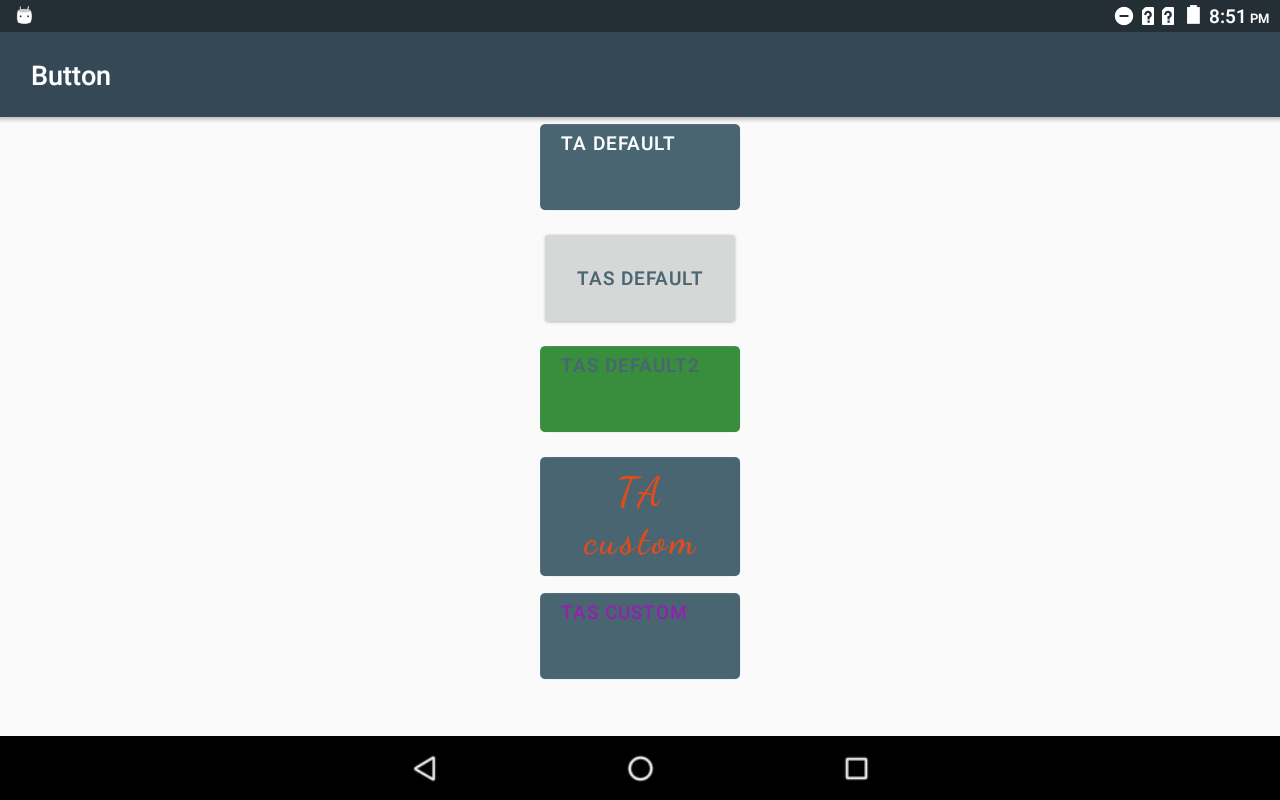 8:51 PM
Button
TA DEFAULT
TAS DEFAULT
TAS DEFAULT2
TA
custom
TAS CUSTOM